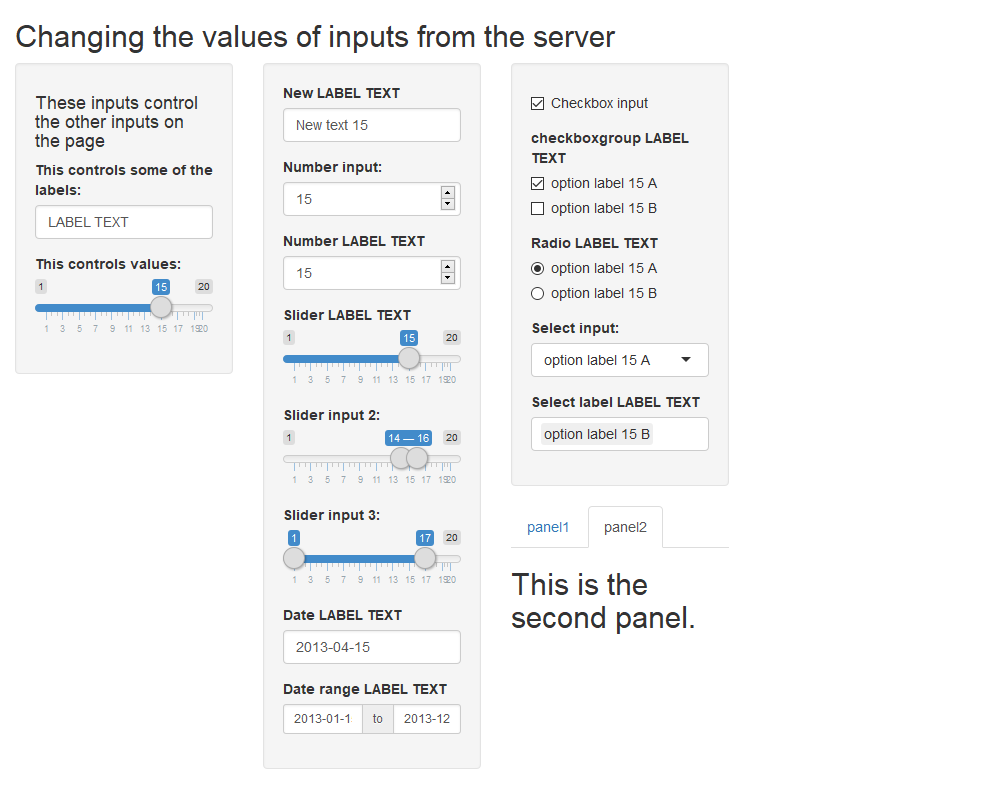 Changing the values of inputs from the server
These inputs control
the other inputs on
the page
This controls some of the
labels:
LABEL TEXT
This controls values:
1 15 20
1 3 5 7 9 11 13 15 17 19 20
New LABEL TEXT
New text 15
Number input:
15
Number LABEL TEXT
15
Slider LABEL TEXT
1 15 20
1 3 5 7 9 11 13 15 17 19 20
Slider input 2:
1 14 — 16 20
1 3 5 7 9 11 13 15 17 19 20
Slider input 3:
1 17 20
1 3 5 7 9 11 13 15 17 19 20
Date LABEL TEXT
2013-04-15
Date range LABEL TEXT
2013-01-1 to 2013-12
Checkbox input
checkboxgroup LABEL
TEXT
option label 15 A
option label 15 B
Radio LABEL TEXT
option label 15 A
option label 15 B
Select input:
option label 15 A
Select label LABEL TEXT
option label 15 B
panel1 panel2
This is the
second panel.